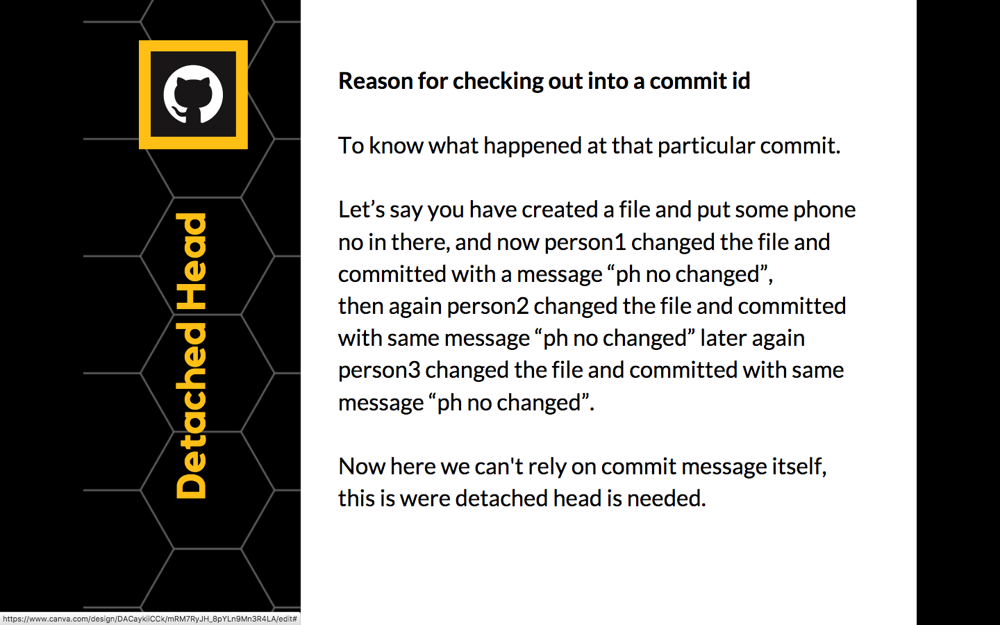 Detached Head
Reason for checking out into a commit id
To know what happened at that particular commit.
Let’s say you have created a file and put some phone
no in there, and now person1 changed the file and
committed with a message “ph no changed”,
then again person2 changed the file and committed
with same message “ph no changed” later again
person3 changed the file and committed with same
message “ph no changed”.
Now here we can't rely on commit message itself,
this is were detached head is needed.
https://www.canva.com/design/DACaykiiCCk/mRM7RyJH_8pYLn9Mn3R4LA/edit#